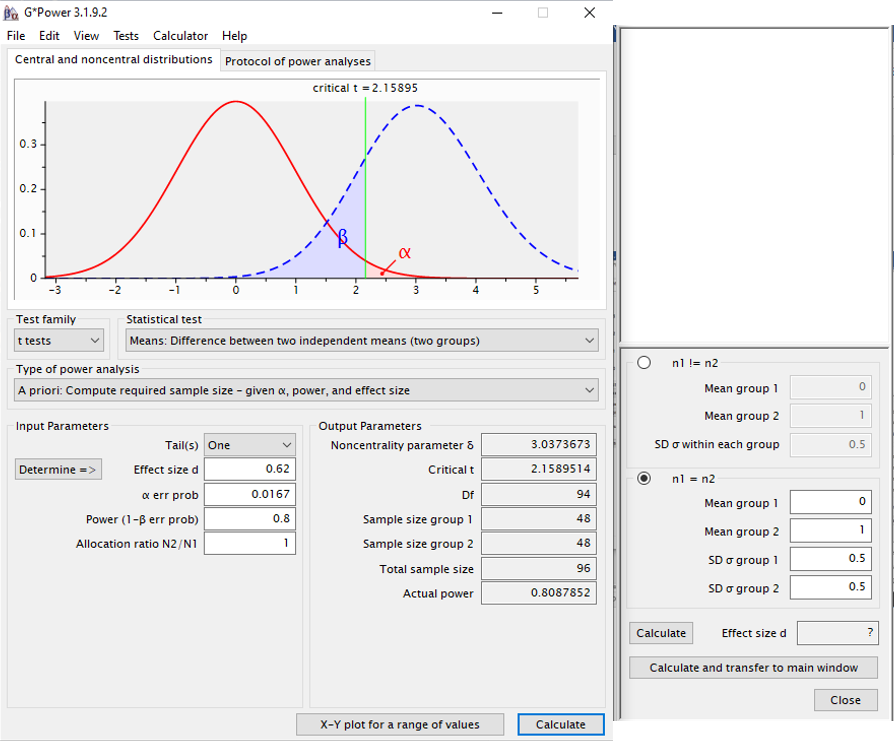 G*Power 3.1.9.2
File Edit View Tests Calculator Help
Central and noncentral distributions Protocol of power analyses
critical t = 2.15895
0.3
0.2
0.1
0
β
α
-3 -2 -1 0 1 2 3 4 5
Test family Statistical test
t tests Means: Difference between two independent means (two groups)
Type of power analysis
A priori: Compute required sample size – given α, power, and effect size
Input Parameters
Tail(s) One
Determine => Effect size d 0.62
α err prob 0.0167
Power (1-β err prob) 0.8
Allocation ratio N2/N1 1
Output Parameters
Noncentrality parameter δ 3.0373673
Critical t 2.1589514
Df 94
Sample size group 1 48
Sample size group 2 48
Total sample size 96
Actual power 0.8087852
X-Y plot for a range of values Calculate
n1 != n2
Mean group 1 0
Mean group 2 1
SD σ within each group 0.5
n1 = n2
Mean group 1 0
Mean group 2 1
SD σ group 1 0.5
SD σ group 2 0.5
Calculate Effect size d ?
Calculate and transfer to main window
Close